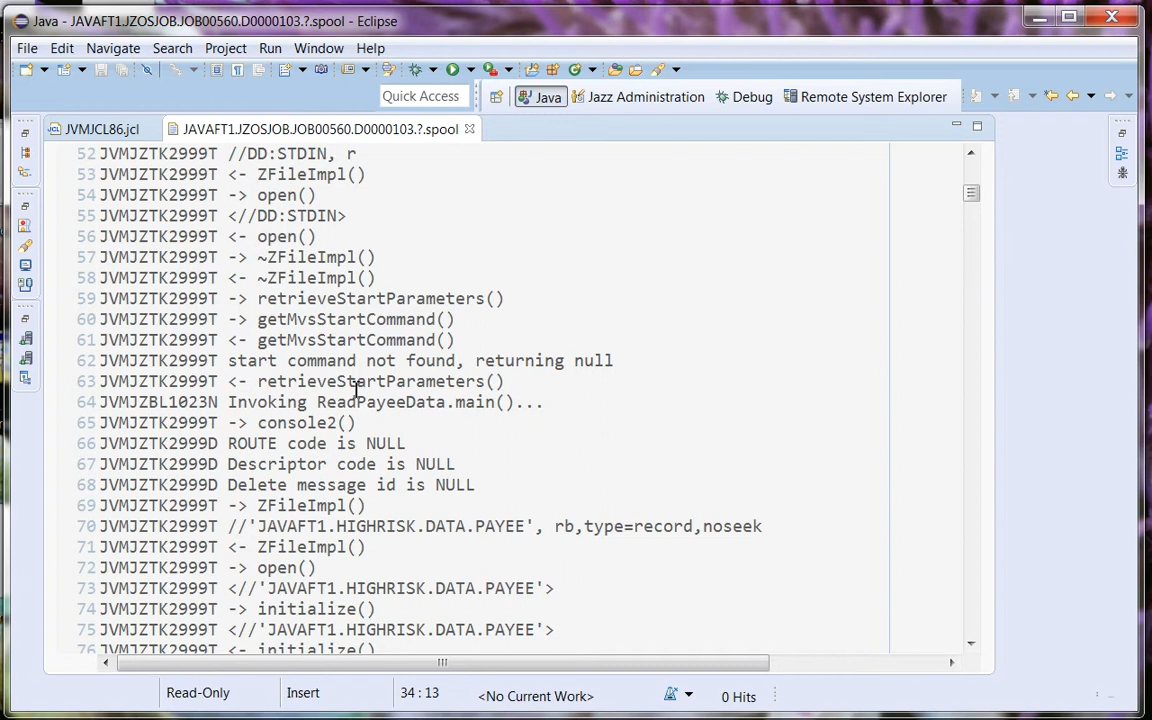 Java - JAVAFT1.JZOSJOB.JOB00560.D0000103.?.spool - Eclipse
File Edit Navigate Search Project Run Window Help
Quick Access Java Jazz Administration Debug Remote System Explorer
JVMJCL86.jcl JAVAFT1JZOSJOBJOB00560.D0000103.?.spool
52 JVMJZTK2999T //DD:STDIN, r
53 JVMJZTK2999T <- ZFileImpl()
54 JVMJZTK2999T -> open()
55 JVMJZTK2999T <//DD:STDIN>
56 JVMJZTK2999T <- open()
57 JVMJZTK2999T -> ~ZFileImpl()
58 JVMJZTK2999T <- ~ZFileImpl()
59 JVMJZTK2999T -> retrieveStartParameters()
60 JVMJZTK2999T -> getMvsStartCommand()
61 JVMJZTK2999T <- getMvsStartCommand()
62 JVMJZTK2999T start command not found, returning null
63 JVMJZTK2999T <- retrieveStartParameters()
64 JVMJZBL1023N Invoking ReadPayeeData.main()...
65 JVMJZTK2999T -> console2()
66 JVMJZTK2999D ROUTE code is NULL
67 JVMJZTK2999D Descriptor code is NULL
68 JVMJZTK2999D Delete message id is NULL
69 JVMJZTK2999T -> ZFileImpl()
70 JVMJZTK2999T //'JAVAFT1.HIGHRISK.DATA.PAYEE', rb,type=record,noseek
71 JVMJZTK2999T <- ZFileImpl()
72 JVMJZTK2999T -> open()
73 JVMJZTK2999T <//'JAVAFT1.HIGHRISK.DATA.PAYEE'>
74 JVMJZTK2999T -> initialize()
75 JVMJZTK2999T <//'JAVAFT1.HIGHRISK.DATA.PAYEE'>
76 JVMJZTK2999T <- initialize()
Read-Only Insert 34 : 13 <No Current Work> 0 Hits